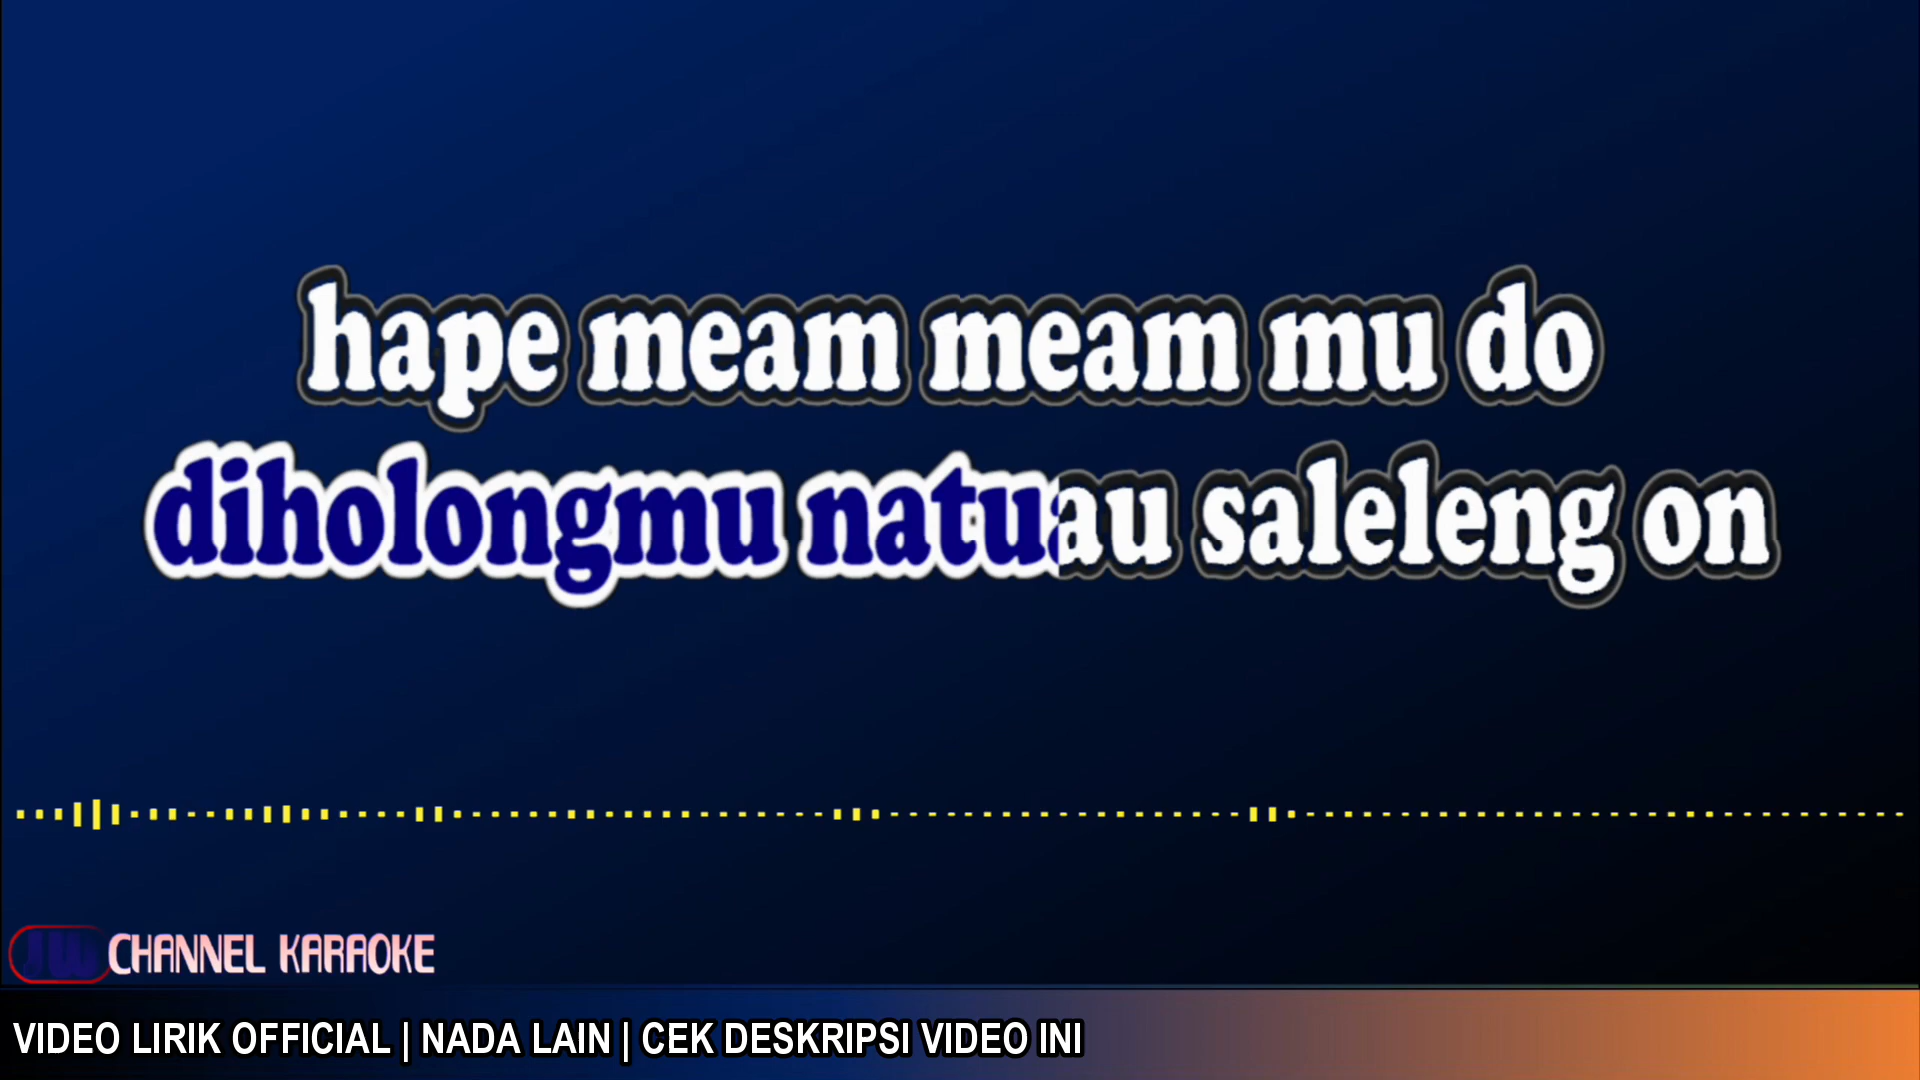 hape meam meam mu do
diholongmu natuau saleleng on
JW CHANNEL KARAOKE
VIDEO LIRIK OFFICIAL | NADA LAIN | CEK DESKRIPSI VIDEO INI